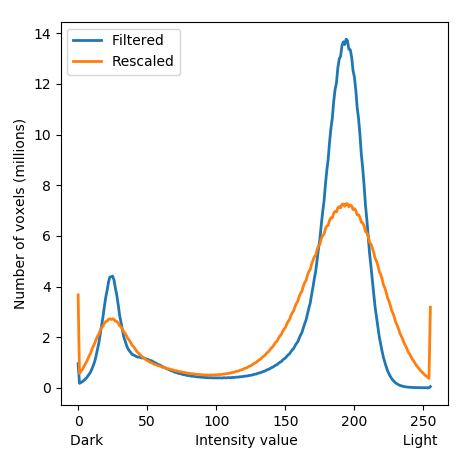 Filtered
Rescaled
14
12
10
8
6
4
2
0
Number of voxels (millions)
0 50 100 150 200 250
Dark Intensity value Light